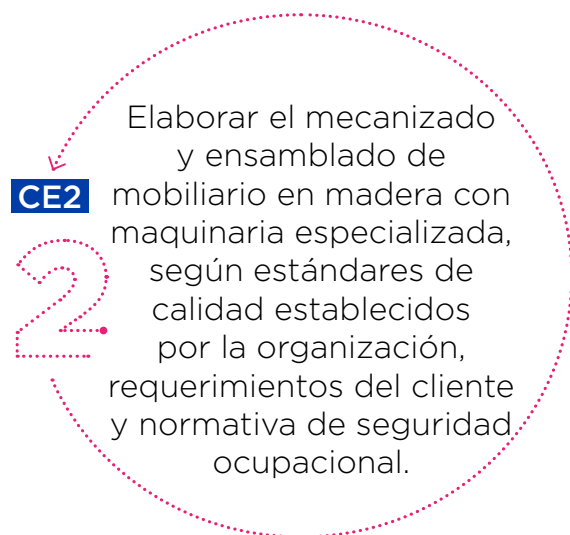 Elaborar el mecanizado
y ensamblado de
CE2
mobiliario en madera con
maquinaria especializada,
2
según estándares de
calidad establecidos
por la organización,
requerimientos del cliente
y normativa de seguridad
ocupacional.